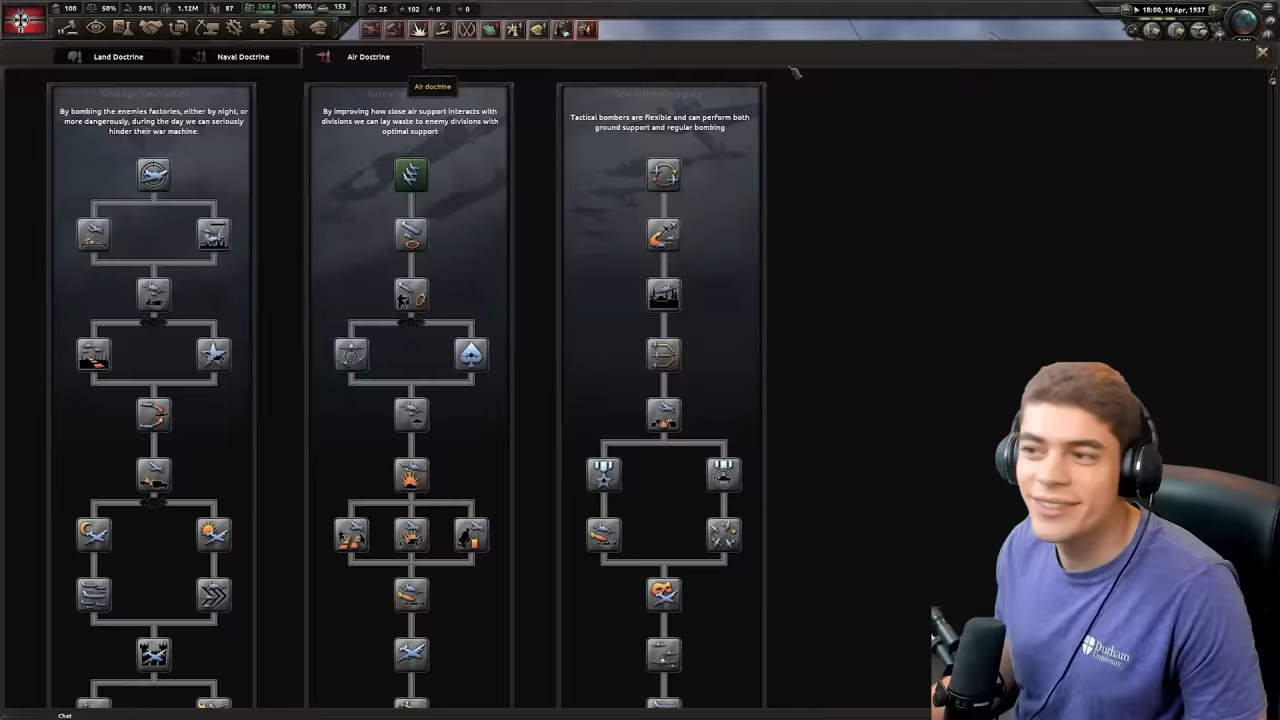 100 50% 34% 1.12M 87 265 d 100% 153 25 102 0 0
18:00, 10 Apr, 1937
Land Doctrine Naval Doctrine Air Doctrine
Air doctrine
Strategic Destruction
By bombing the enemies factories, either by night, or
more dangerously, during the day we can seriously
hinder their war machine.
By improving how close air support interacts with
divisions we can lay waste to enemy divisions with
optimal support
Operational Integrity
Tactical bombers are flexible and can perform both
ground support and regular bombing
Durham
University
Chat